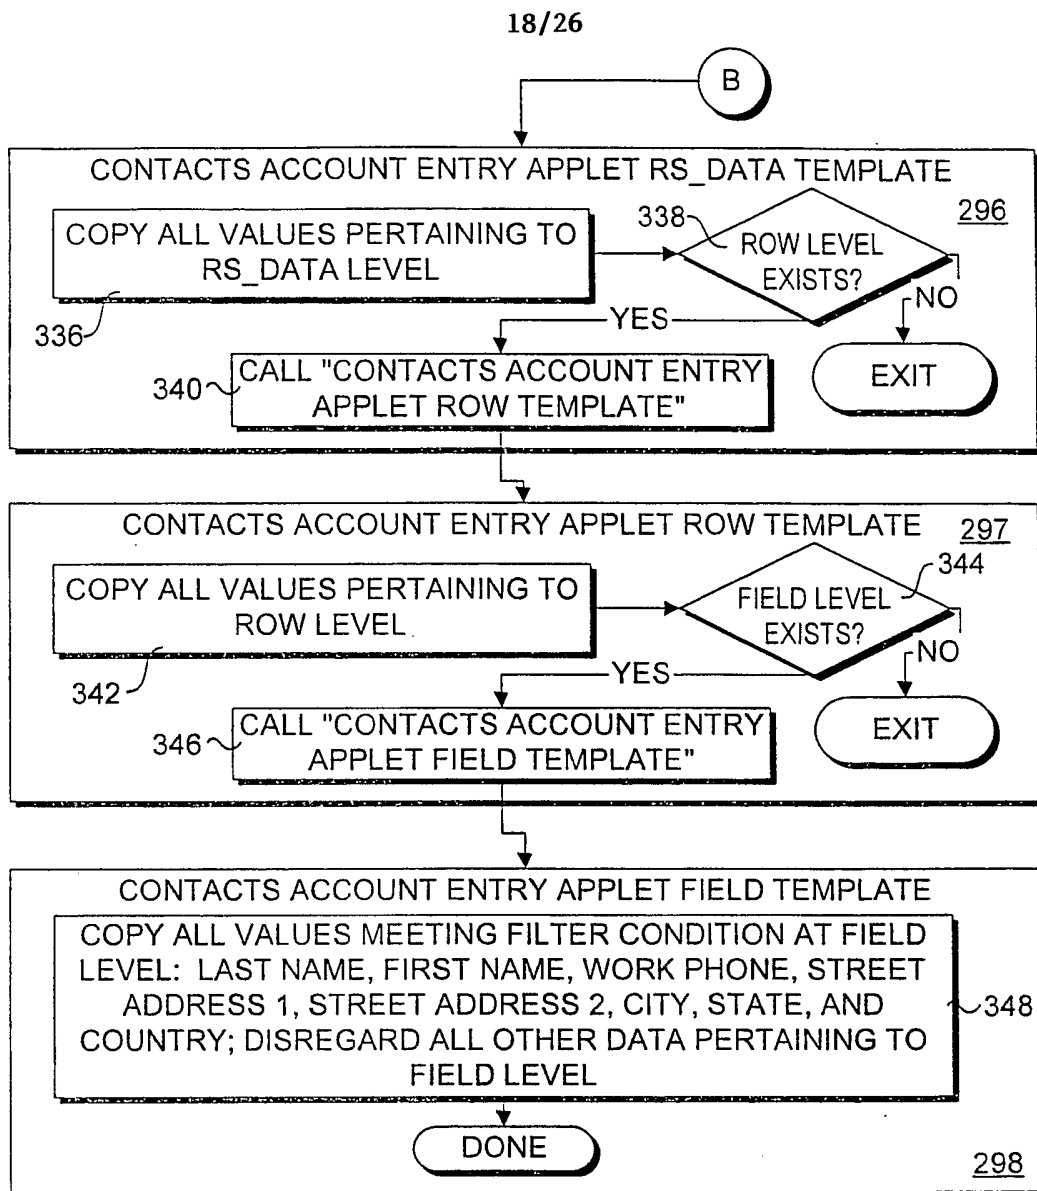 18/26
B
CONTACTS ACCOUNT ENTRY APPLET RS_DATA TEMPLATE
296
COPY ALL VALUES PERTAINING TO
RS_DATA LEVEL
336
338
ROW LEVEL
EXISTS?
NO
YES
EXIT
340
CALL "CONTACTS ACCOUNT ENTRY
APPLET ROW TEMPLATE"
CONTACTS ACCOUNT ENTRY APPLET ROW TEMPLATE
297
COPY ALL VALUES PERTAINING TO
ROW LEVEL
342
344
FIELD LEVEL
EXISTS?
NO
YES
EXIT
346
CALL "CONTACTS ACCOUNT ENTRY
APPLET FIELD TEMPLATE"
CONTACTS ACCOUNT ENTRY APPLET FIELD TEMPLATE
COPY ALL VALUES MEETING FILTER CONDITION AT FIELD
LEVEL: LAST NAME, FIRST NAME, WORK PHONE, STREET
ADDRESS 1, STREET ADDRESS 2, CITY, STATE, AND
COUNTRY; DISREGARD ALL OTHER DATA PERTAINING TO
FIELD LEVEL
348
DONE
298